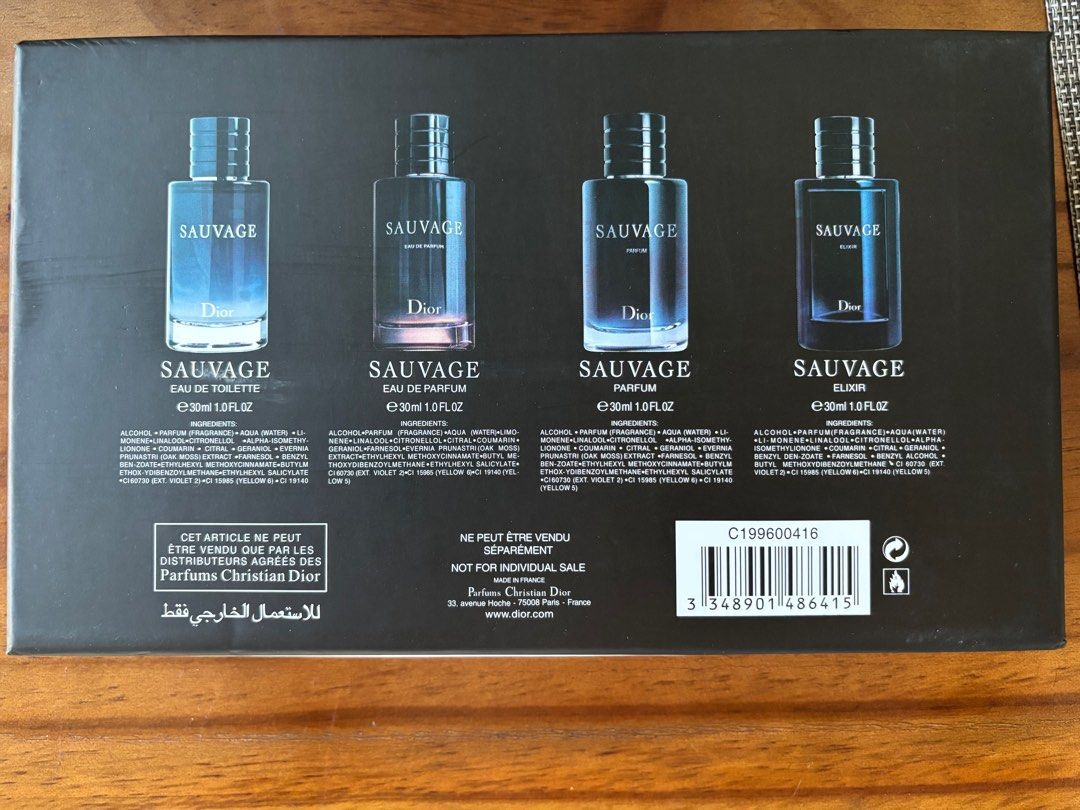 SAUVAGE
Dior
SAUVAGE
EAU DE TOILETTE
℮30ml 1.0 FL OZ
INGREDIENTS:
ALCOHOL •PARFUM (FRAGRANCE) •AQUA (WATER) •LI-
MONENE•LINALOOL•CITRONELLOL •ALPHA-ISOMETHY-
LIONONE • COUMARIN • CITRAL • GERANIOL • EVERNIA
PRUNASTRI (OAK MOSS) EXTRACT •FARNESOL • BENZYL
BEN-ZOATE•ETHYLHEXYL METHOXYCINNAMATE•BUTYLM
ETHOX-YDIBENZOYLMETHANE•ETHYLHEXYL SALICYLATE•
•CI60730 (EXT. VIOLET 2) •CI 15985 (YELLOW 6) •CI 19140
SAUVAGE
EAU DE PARFUM
Dior
SAUVAGE
EAU DE PARFUM
℮30ml 1.0 FL OZ
INGREDIENTS:
ALCOHOL•PARFUM (FRAGRANCE) •AQUA (WATER)•LIMO-
NENE•LINALOOL•CITRONELLOL•CITRAL•COUMARIN•
GERANIOL•FARNESOL•EVERNIA PRUNASTRI (OAK MOSS)
EXTRACT•ETHYLHEXYL METHOXYCINNAMATE•BUTYL ME-
THOXYDIBENZOYLMETHANE•ETHYLHEXYL SALICYLATE•
CI 60730 (EXT. VIOLET 2)•CI 15985 (YELLOW 6)•CI 19140 (YEL
LOW 5)
SAUVAGE
PARFUM
Dior
SAUVAGE
PARFUM
℮30ml 1.0 FL OZ
INGREDIENTS:
ALCOHOL •PARFUM (FRAGRANCE) •AQUA (WATER) •LI-
MONENE•LINALOOL•CITRONELLOL •ALPHA-ISOMETHY-
LIONONE • COUMARIN • CITRAL • GERANIOL • EVERNIA
PRUNASTRI (OAK MOSS) EXTRACT •FARNESOL• BENZYL
BEN-ZOATE•ETHYLHEXYL METHOXYCINNAMATE•BUTYLM
ETHOX-YDIBENZOYLMETHANE•ETHYLHEXYL SALICYLATE•
•CI60730 (EXT. VIOLET 2) •CI 15985 (YELLOW 6) •CI 19140
(YELLOW 5)
SAUVAGE
ELIXIR
Dior
SAUVAGE
ELIXIR
℮30ml 1.0 FL OZ
INGREDIENTS:
ALCOHOL•PARFUM(FRAGRANCE)•AQUA(WATER)
•LI-MONENE•LINALOOL•CITRONELLOL•ALPHA-
ISOMETHYLIONONE •COUMARIN •CITRAL •GERANIOL•
BENZYL DEN-ZOATE • FARNESOL • BENZYL ALCOHOL •
BUTYL METHOXYDIBENZOYLMETHANE • CI 60730 (EXT.
VIOLET 2)•CI 15985 (YELLOW 6)•CI 19140 (YELLOW 5)
CET ARTICLE NE PEUT
ÊTRE VENDU QUE PAR LES
DISTRIBUTEURS AGRÉÉS DES
Parfums Christian Dior
للاستعمال الخارجي فقط
NE PEUT ÊTRE VENDU
SÉPARÉMENT
NOT FOR INDIVIDUAL SALE
MADE IN FRANCE
Parfums Christian Dior
33, avenue Hoche - 75008 Paris - France
www.dior.com
C199600416
3 348901 486415